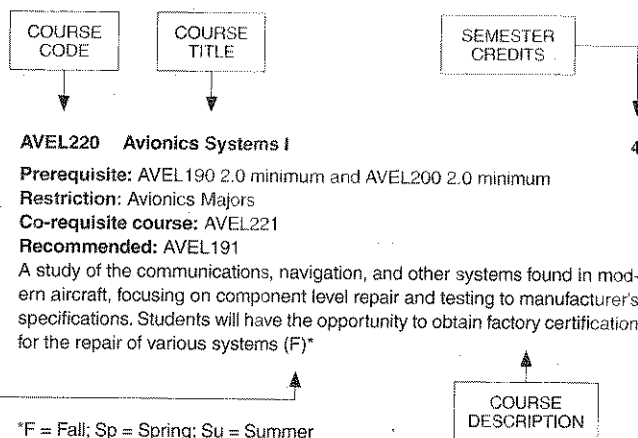 COURSE CODE
COURSE TITLE
SEMESTER CREDITS
AVEL220 Avionics Systems I 4
Prerequisite: AVEL190 2.0 minimum and AVEL200 2.0 minimum
Restriction: Avionics Majors
Co-requisite course: AVEL221
Recommended: AVEL191
A study of the communications, navigation, and other systems found in mod-
ern aircraft, focusing on component level repair and testing to manufacturer's
specifications. Students will have the opportunity to obtain factory certification
for the repair of various systems (F)*
COURSE DESCRIPTION
*F = Fall; Sp = Spring; Su = Summer